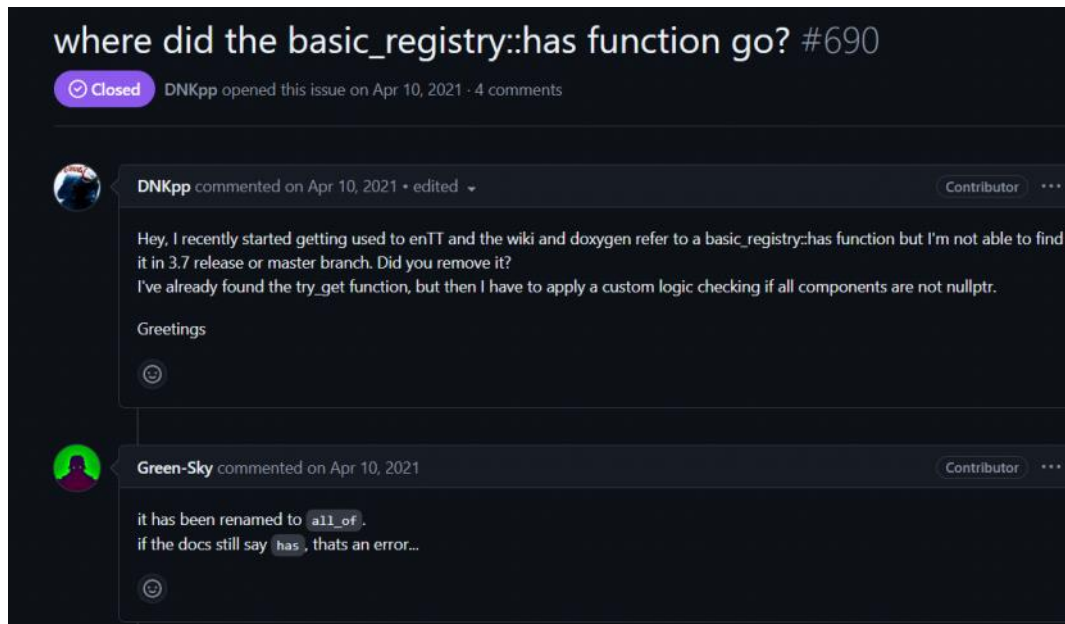 where did the basic_registry::has function go? #690
Closed DNKpp opened this issue on Apr 10, 2021 · 4 comments
DNKpp commented on Apr 10, 2021 • edited
Contributor
Hey, I recently started getting used to enTT and the wiki and doxygen refer to a basic_registry::has function but I'm not able to find
it in 3.7 release or master branch. Did you remove it?
I've already found the try_get function, but then I have to apply a custom logic checking if all components are not nullptr.
Greetings
Green-Sky commented on Apr 10, 2021
Contributor
it has been renamed to all_of.
if the docs still say has, thats an error...